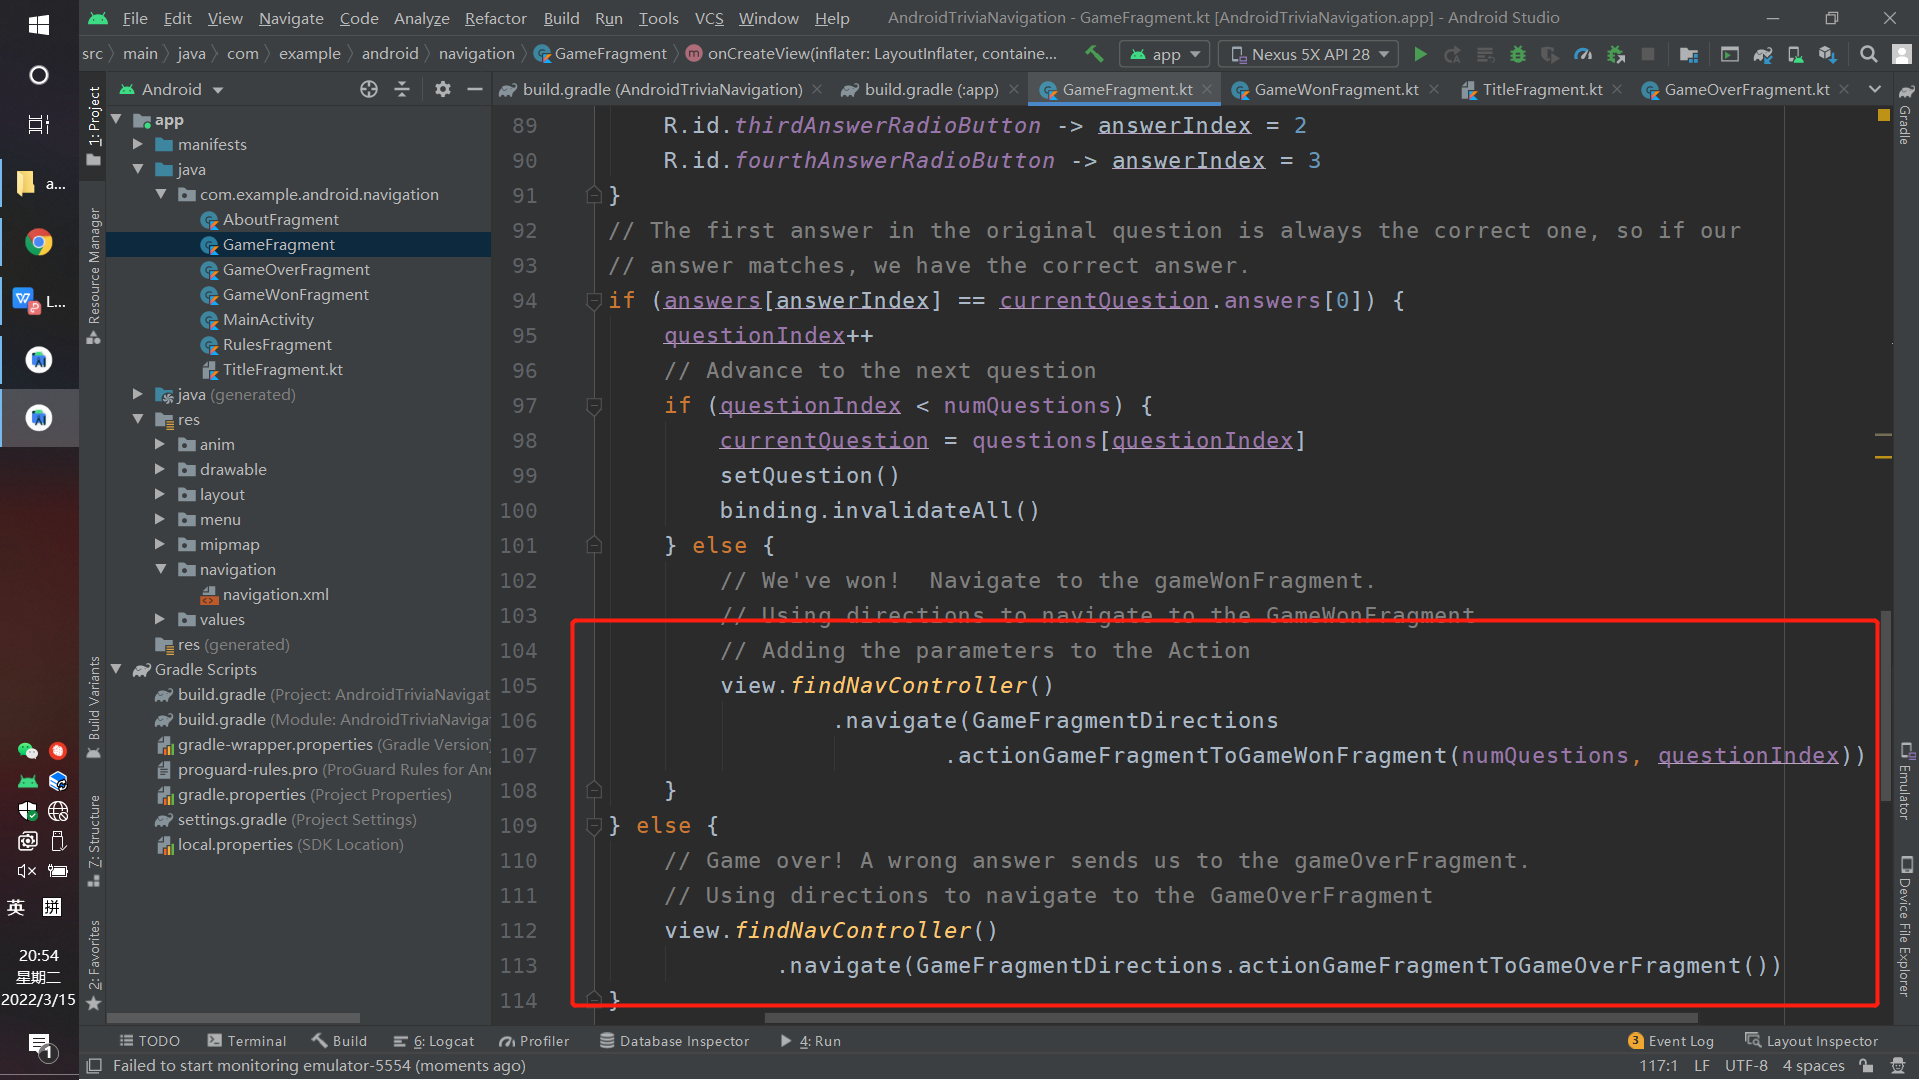 File Edit View Navigate Code Analyze Refactor Build Run Tools VCS Window Help AndroidTriviaNavigation - GameFragment.kt [AndroidTriviaNavigation.app] - Android Studio
src main java com example android navigation GameFragment onCreateView(inflater: LayoutInflater, containe... app Nexus 5X API 28
Android build.gradle (AndroidTriviaNavigation) build.gradle (:app) GameFragment.kt GameWonFragment.kt TitleFragment.kt GameOverFragment.kt
1: Project
Resource Manager
Build Variants
Z: Structure
2: Favorites
app
manifests
java
com.example.android.navigation
AboutFragment
GameFragment
GameOverFragment
GameWonFragment
MainActivity
RulesFragment
TitleFragment.kt
java (generated)
res
anim
drawable
layout
menu
mipmap
navigation
navigation.xml
values
res (generated)
Gradle Scripts
build.gradle (Project: AndroidTriviaNavigat
build.gradle (Module: AndroidTriviaNaviga
gradle-wrapper.properties (Gradle Version)
proguard-rules.pro (ProGuard Rules for An
gradle.properties (Project Properties)
settings.gradle (Project Settings)
local.properties (SDK Location)
89 R.id.thirdAnswerRadioButton -> answerIndex = 2
90 R.id.fourthAnswerRadioButton -> answerIndex = 3
91 }
92 // The first answer in the original question is always the correct one, so if our
93 // answer matches, we have the correct answer.
94 if (answers[answerIndex] == currentQuestion.answers[0]) {
95 questionIndex++
96 // Advance to the next question
97 if (questionIndex < numQuestions) {
98 currentQuestion = questions[questionIndex]
99 setQuestion()
100 binding.invalidateAll()
101 } else {
102 // We've won!  Navigate to the gameWonFragment.
103 // Using directions to navigate to the GameWonFragment
104 // Adding the parameters to the Action
105 view.findNavController()
106 .navigate(GameFragmentDirections
107 .actionGameFragmentToGameWonFragment(numQuestions, questionIndex))
108 }
109 } else {
110 // Game over! A wrong answer sends us to the gameOverFragment.
111 // Using directions to navigate to the GameOverFragment
112 view.findNavController()
113 .navigate(GameFragmentDirections.actionGameFragmentToGameOverFragment())
114 }
Gradle
Emulator
Device File Explorer
a...
L...
英 拼
20:54
星期二
2022/3/15
1
TODO Terminal Build 6: Logcat Profiler Database Inspector 4: Run 3 Event Log Layout Inspector
Failed to start monitoring emulator-5554 (moments ago) 117:1 LF UTF-8 4 spaces